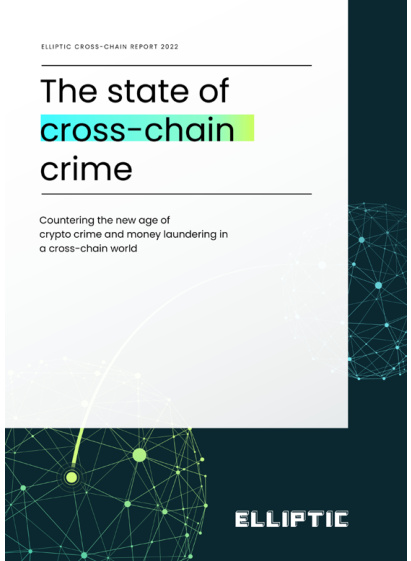 ELLIPTIC CROSS-CHAIN REPORT 2022
The state of
cross-chain
crime
Countering the new age of
crypto crime and money laundering in
a cross-chain world
ELLIPTIC